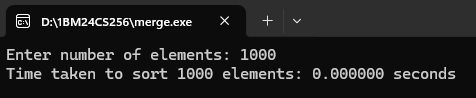 D:\1BM24CS256\merge.exe
Enter number of elements: 1000
Time taken to sort 1000 elements: 0.000000 seconds